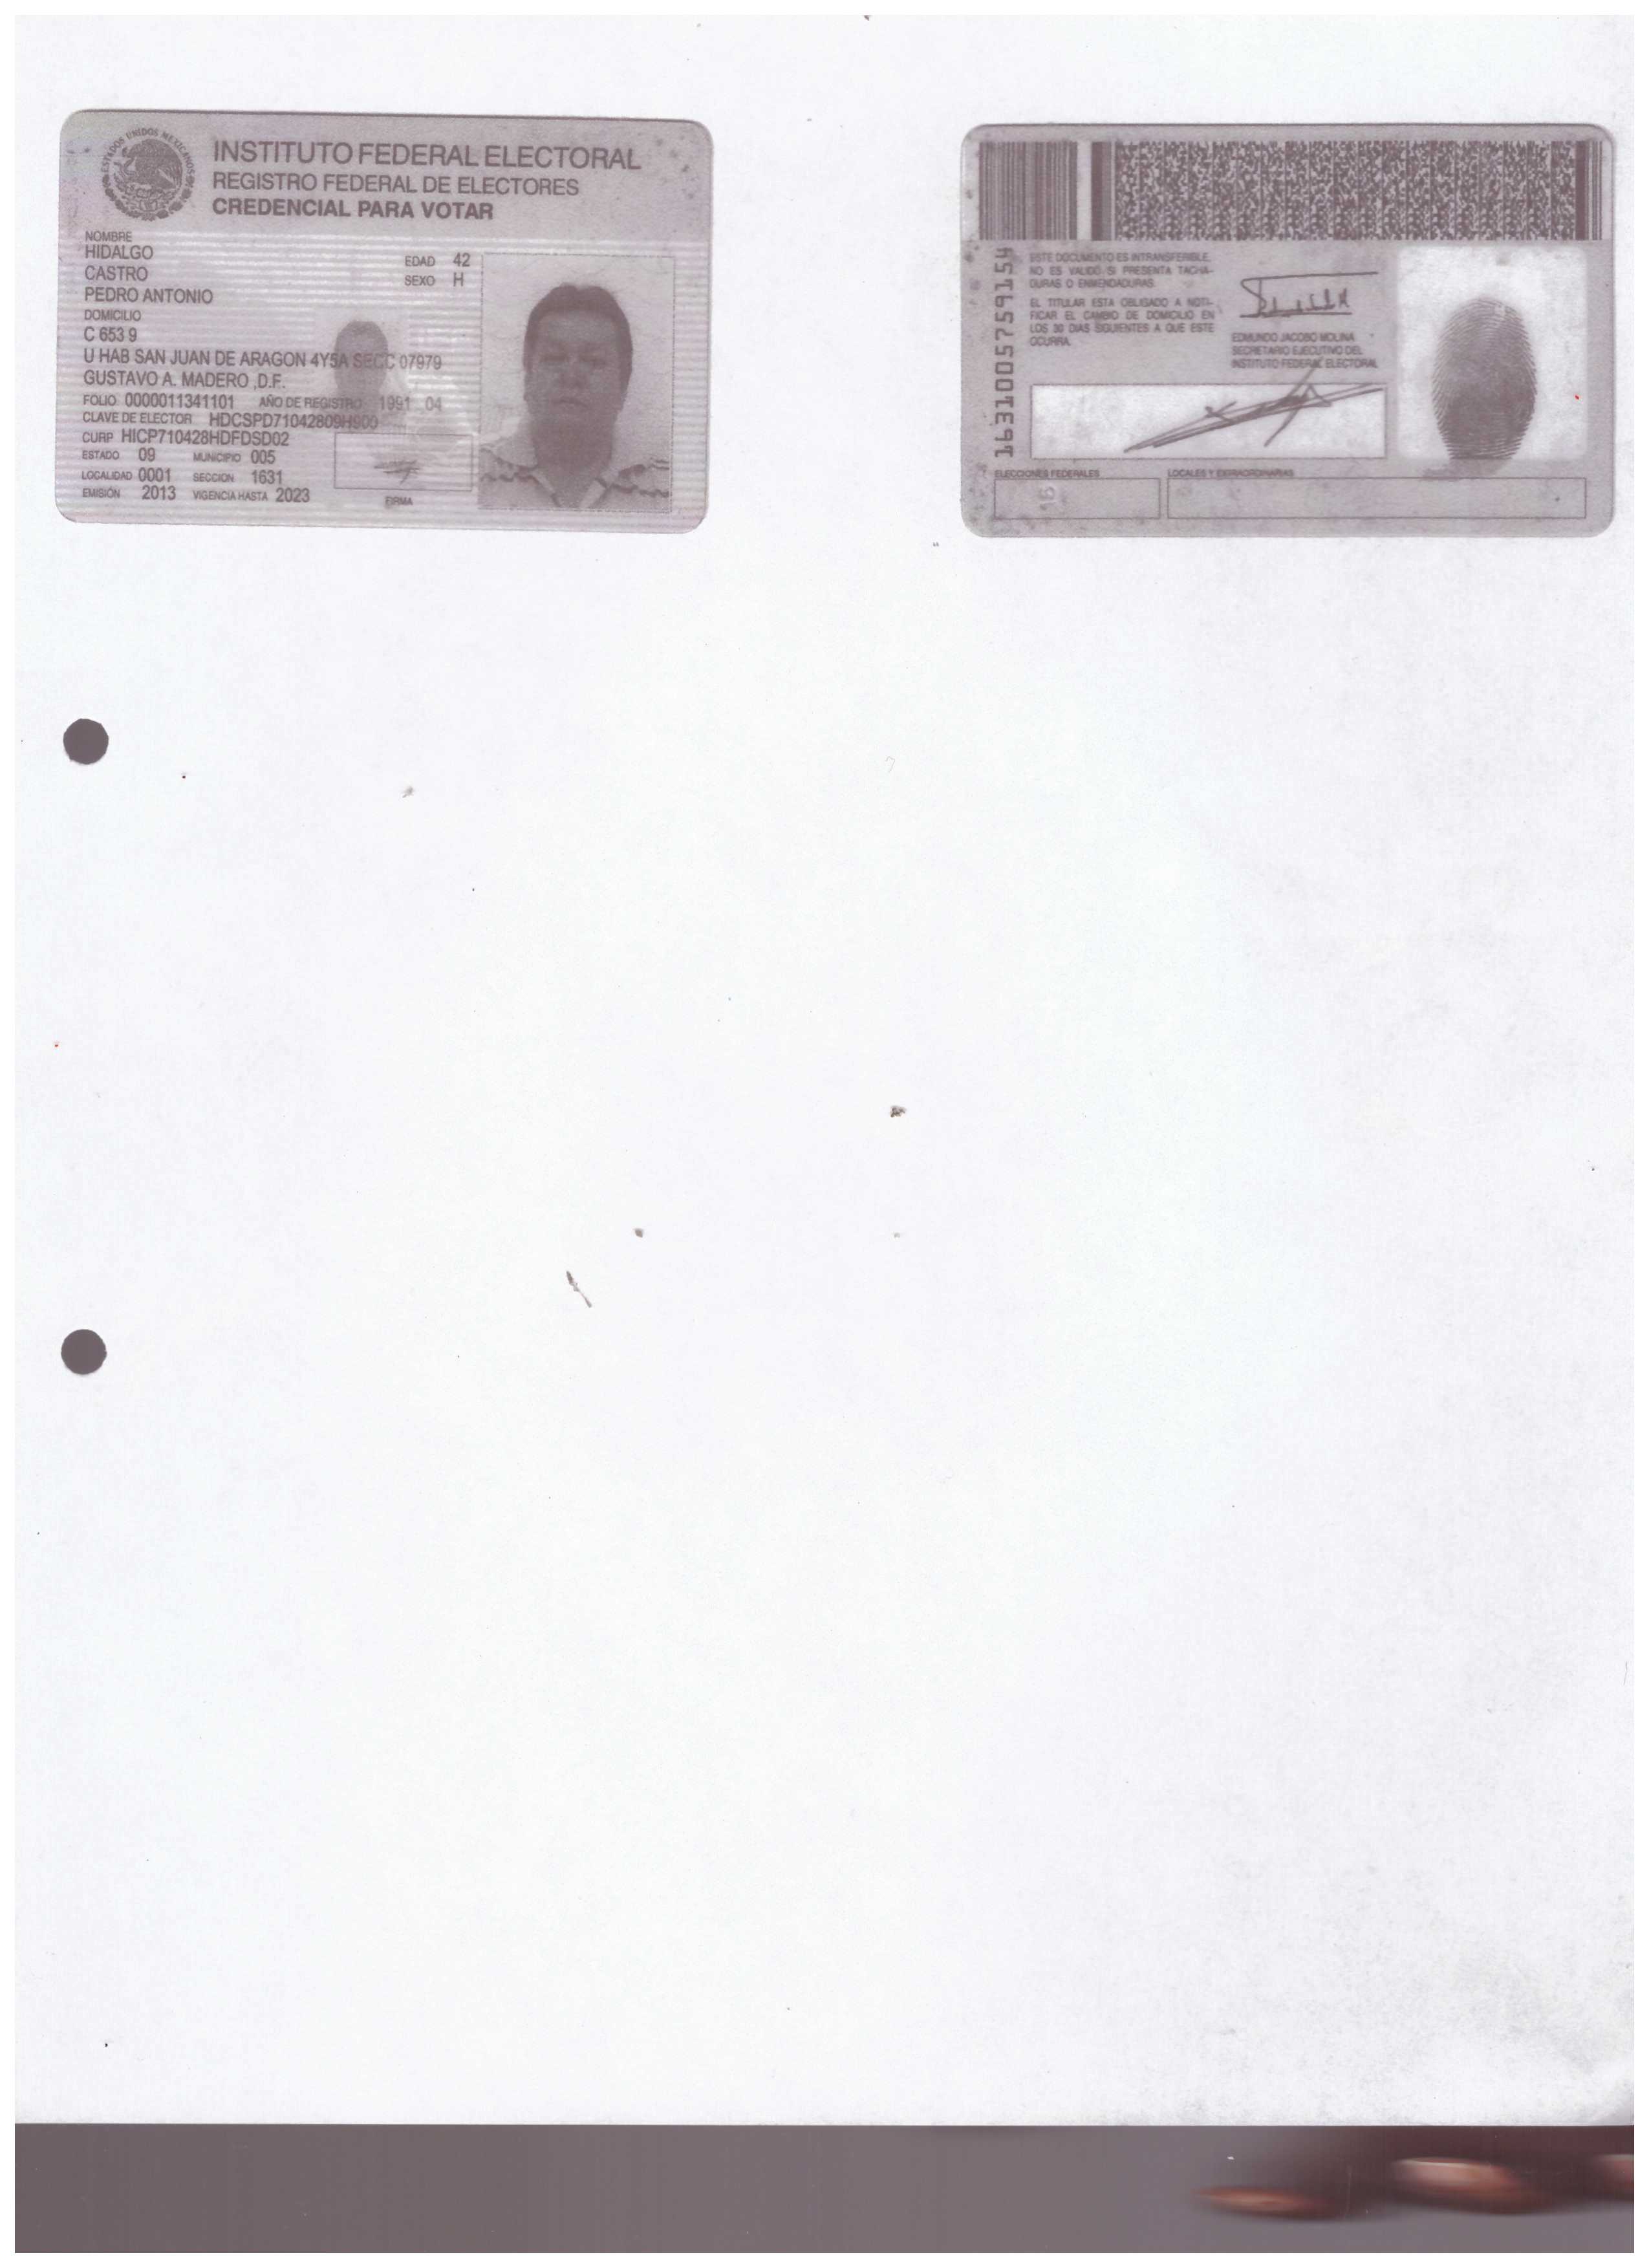 ESTADOS UNIDOS MEXICANOS
INSTITUTO FEDERAL ELECTORAL
REGISTRO FEDERAL DE ELECTORES
CREDENCIAL PARA VOTAR
NOMBRE
HIDALGO
CASTRO
PEDRO ANTONIO
EDAD 42
SEXO H
DOMICILIO
C 653 9
U HAB SAN JUAN DE ARAGON 4Y5A SECC 07979
GUSTAVO A. MADERO ,D.F.
FOLIO 0000011341101 AÑO DE REGISTRO 1991 04
CLAVE DE ELECTOR HDCSPD71042809H900
CURP HICP710428HDFDSD02
ESTADO 09 MUNICIPIO 005
LOCALIDAD 0001 SECCION 1631
EMISIÓN 2013 VIGENCIA HASTA 2023
FIRMA
1631005759154
ESTE DOCUMENTO ES INTRANSFERIBLE.
NO ES VALIDO SI PRESENTA TACHA-
DURAS O ENMENDADURAS.
EL TITULAR ESTA OBLIGADO A NOTI-
FICAR EL CAMBIO DE DOMICILIO EN
LOS 30 DIAS SIGUIENTES A QUE ESTE
OCURRA.
EDMUNDO JACOBO MOLINA
SECRETARIO EJECUTIVO DEL
INSTITUTO FEDERAL ELECTORAL
ELECCIONES FEDERALES
LOCALES Y EXTRAORDINARIAS